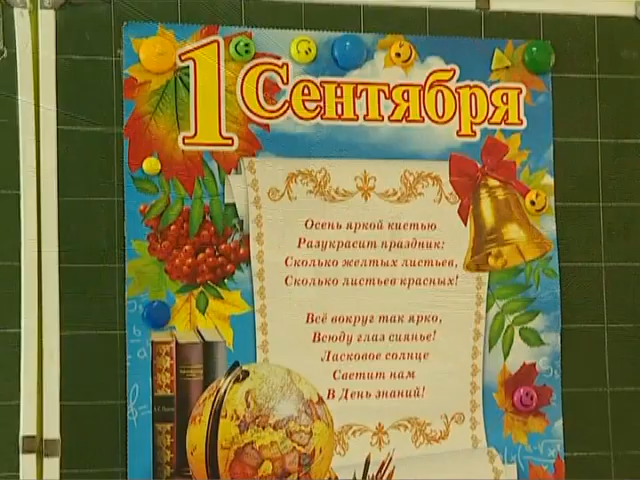 1 Сентября
Осень яркой кистью
Разукрасит праздник:
Сколько желтых листьев,
Сколько листьев красных!
Всё вокруг так ярко,
Всюду глаз сиянье!
Ласковое солнце
Светит нам
В День знаний!